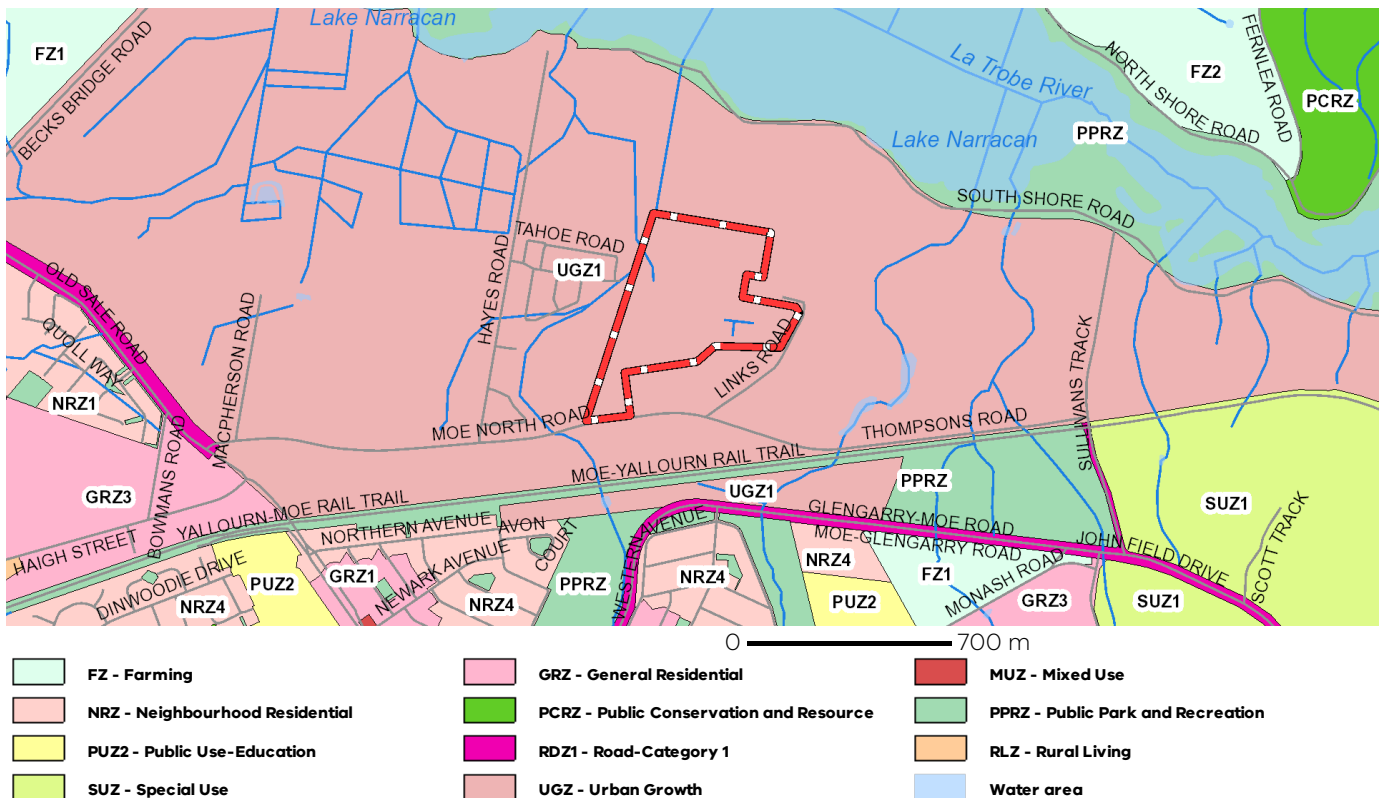 Lake Narracan
FZ1
BECKS BRIDGE ROAD
La Trobe River
NORTH SHORE ROAD
FERNLEA ROAD
FZ2
PCRZ
PPRZ
Lake Narracan
SOUTH SHORE ROAD
TAHOE ROAD
UGZ1
HAYES ROAD
OLD SALE ROAD
MACPHERSON ROAD
QUOLL WAY
NRZ1
LINKS ROAD
SULLIVANS TRACK
MOE NORTH ROAD
THOMPSONS ROAD
MOE-YALLOURN RAIL TRAIL
BOWMANS ROAD
GRZ3
UGZ1
PPRZ
SUZ1
YALLOURN-MOE RAIL TRAIL
GLENGARRY-MOE ROAD
MOE-GLENGARRY ROAD
JOHN FIELD DRIVE
SCOTT TRACK
HAIGH STREET
NORTHERN AVENUE
AVON COURT
WESTERN AVENUE
NEWARK AVENUE
DINWOODIE DRIVE
PUZ2
GRZ1
NRZ4
NRZ4
PPRZ
NRZ4
NRZ4
PUZ2
FZ1
MONASH ROAD
GRZ3
SUZ1
0 700 m
FZ - Farming
GRZ - General Residential
MUZ - Mixed Use
NRZ - Neighbourhood Residential
PCRZ - Public Conservation and Resource
PPRZ - Public Park and Recreation
PUZ2 - Public Use-Education
RDZ1 - Road-Category 1
RLZ - Rural Living
SUZ - Special Use
UGZ - Urban Growth
Water area